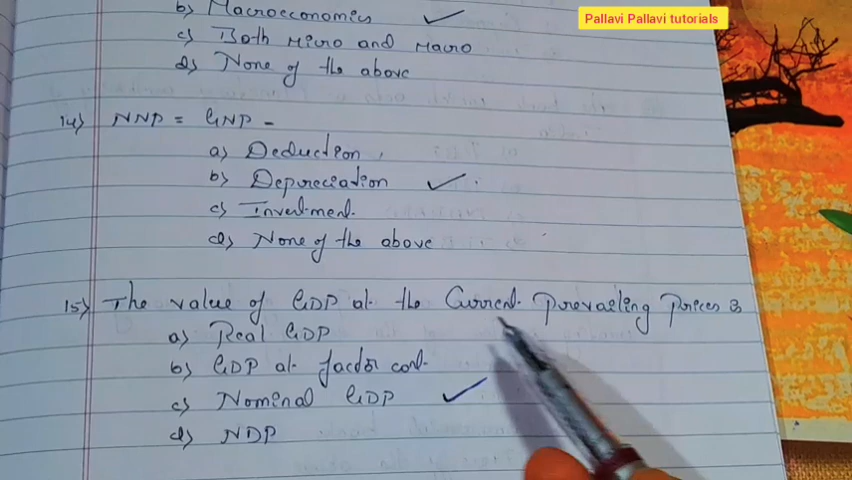 Pallavi Pallavi tutorials
b) Macroeconomics ✓
c) Both Micro and Macro
d) None of the above
14) NNP = GNP -
a) Deduction
b) Depreciation ✓
c) Investment
d) None of the above
15) The value of GDP at the Current Prevailing Prices is
a) Real GDP
b) GDP at factor cost
c) Nominal GDP ✓
d) NDP